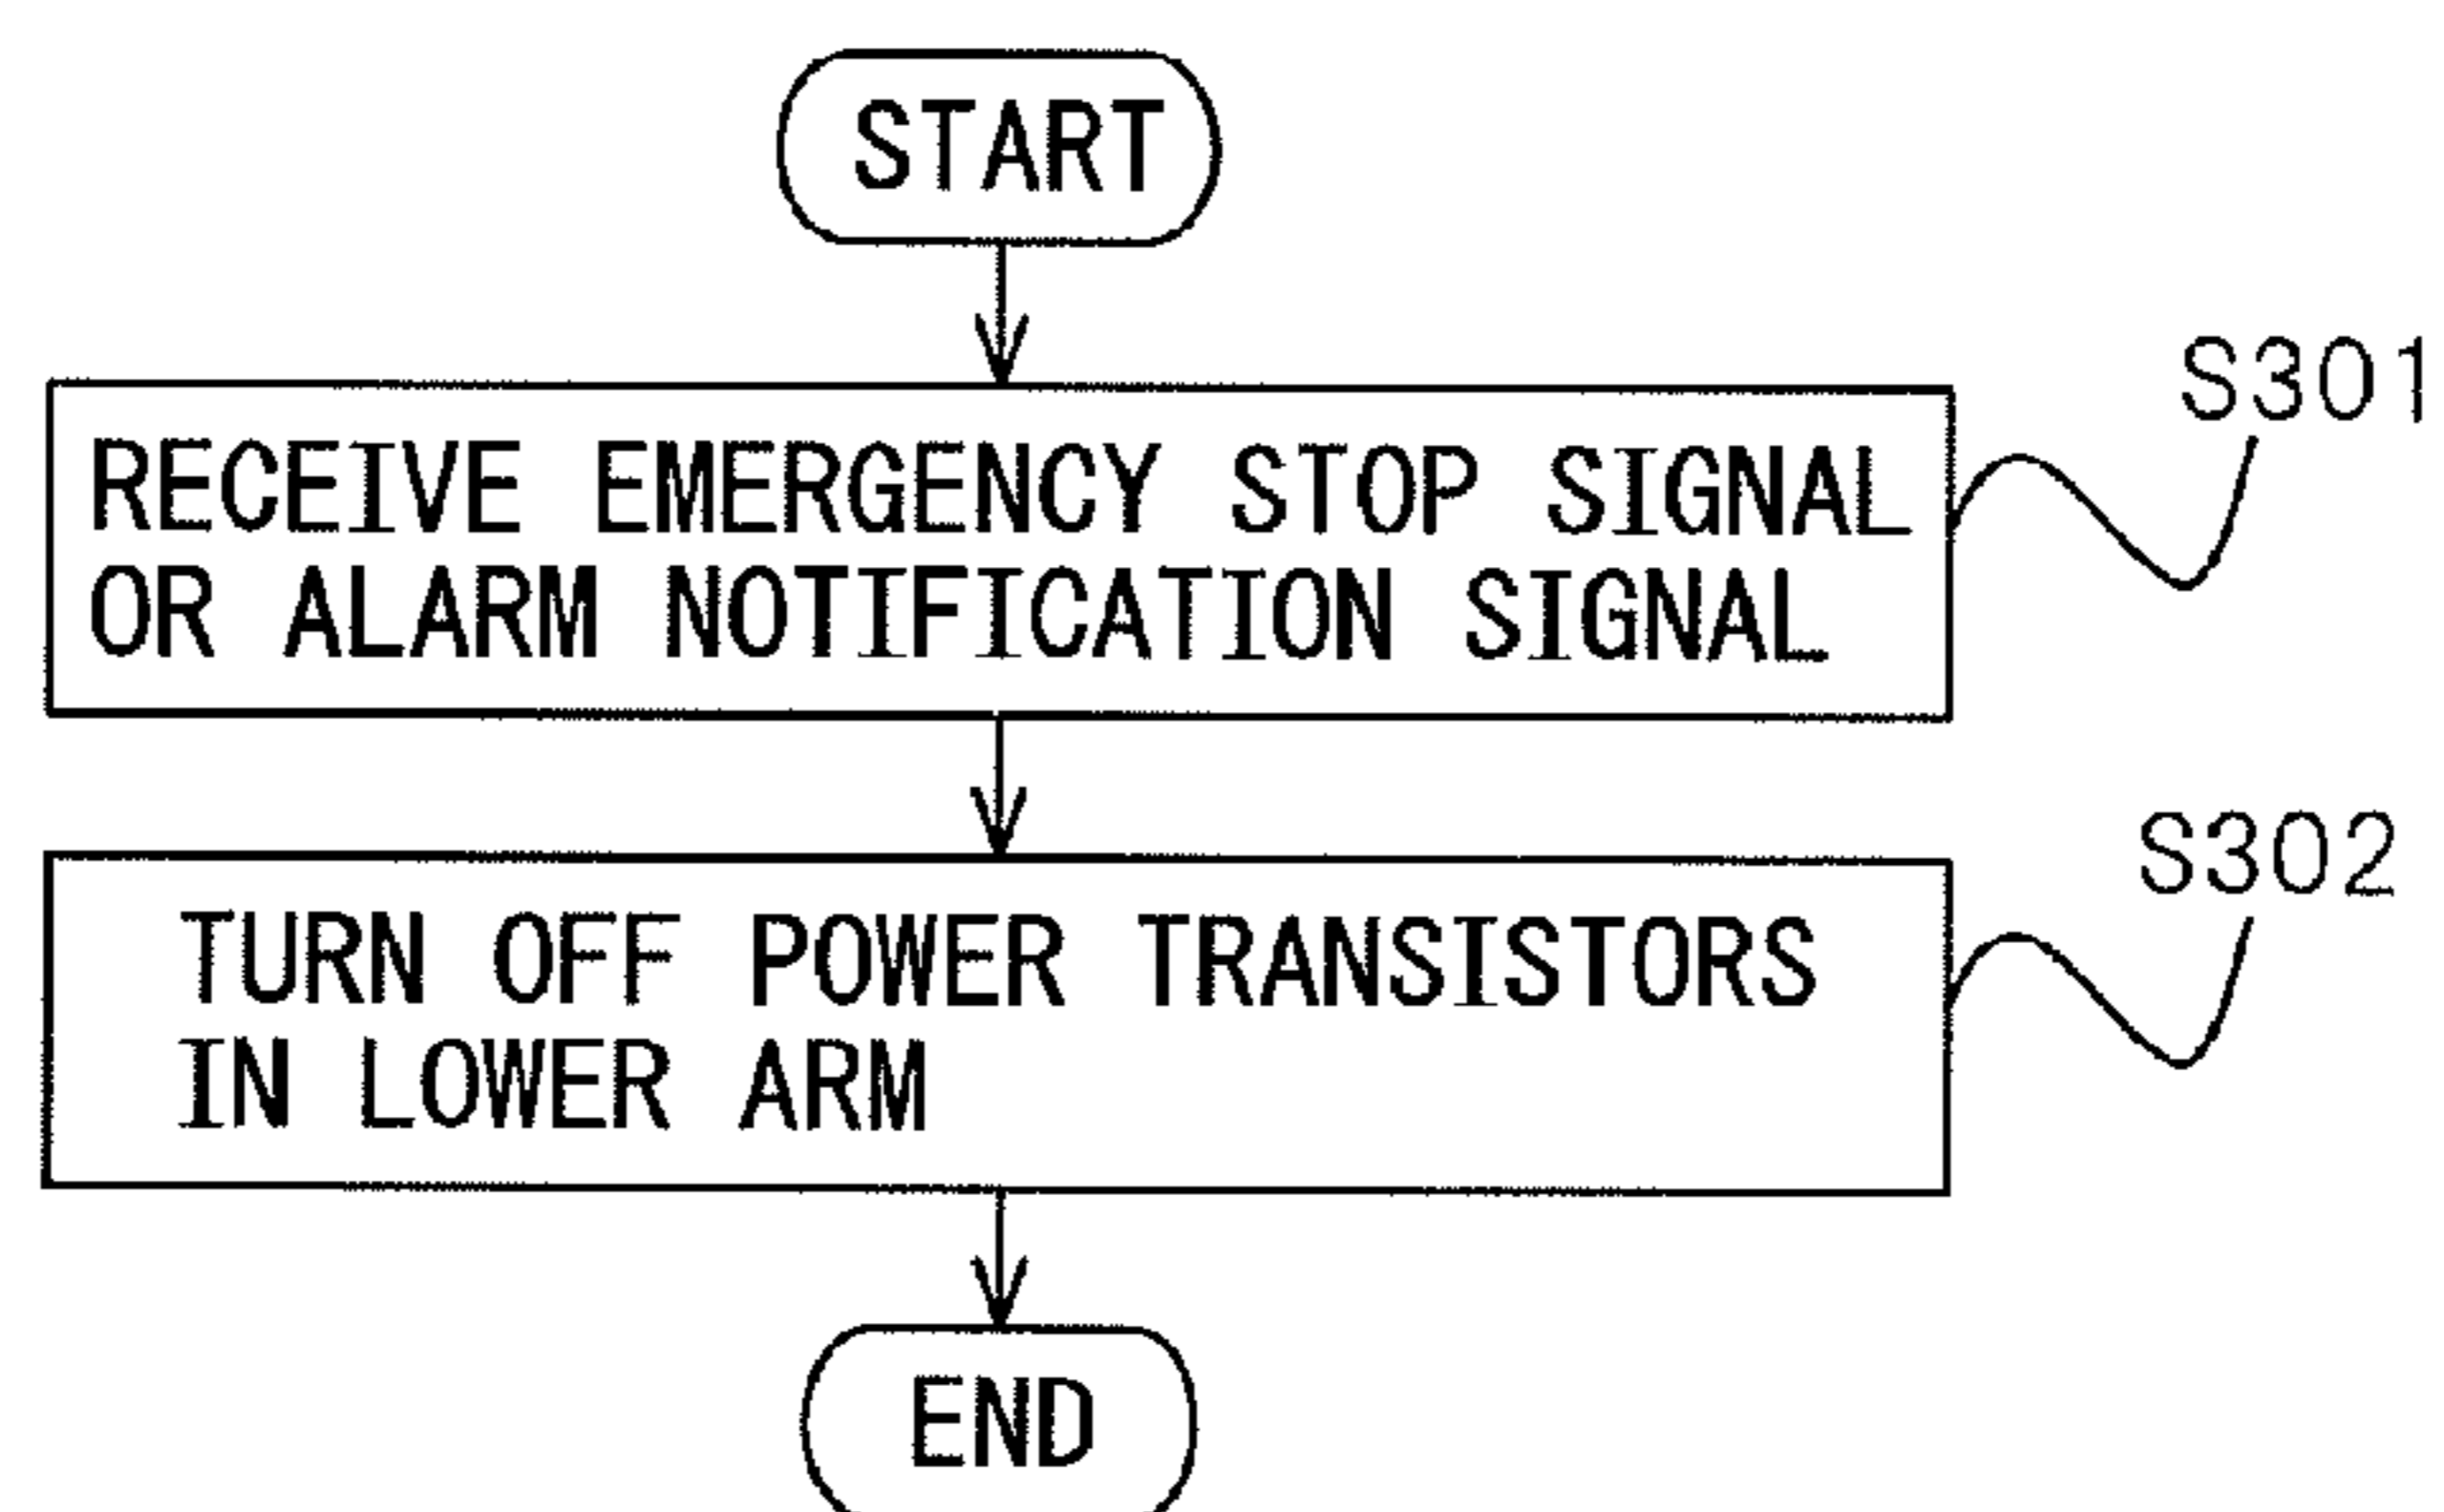 START
S301
RECEIVE EMERGENCY STOP SIGNAL
OR ALARM NOTIFICATION SIGNAL
S302
TURN OFF POWER TRANSISTORS
IN LOWER ARM
END